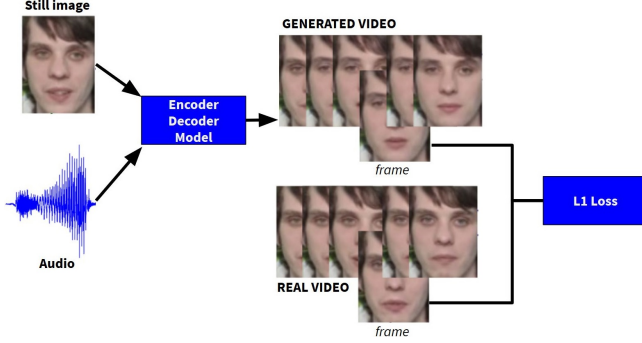 Still image
GENERATED VIDEO
Encoder
Decoder
Model
frame
L1 Loss
Audio
REAL VIDEO
frame